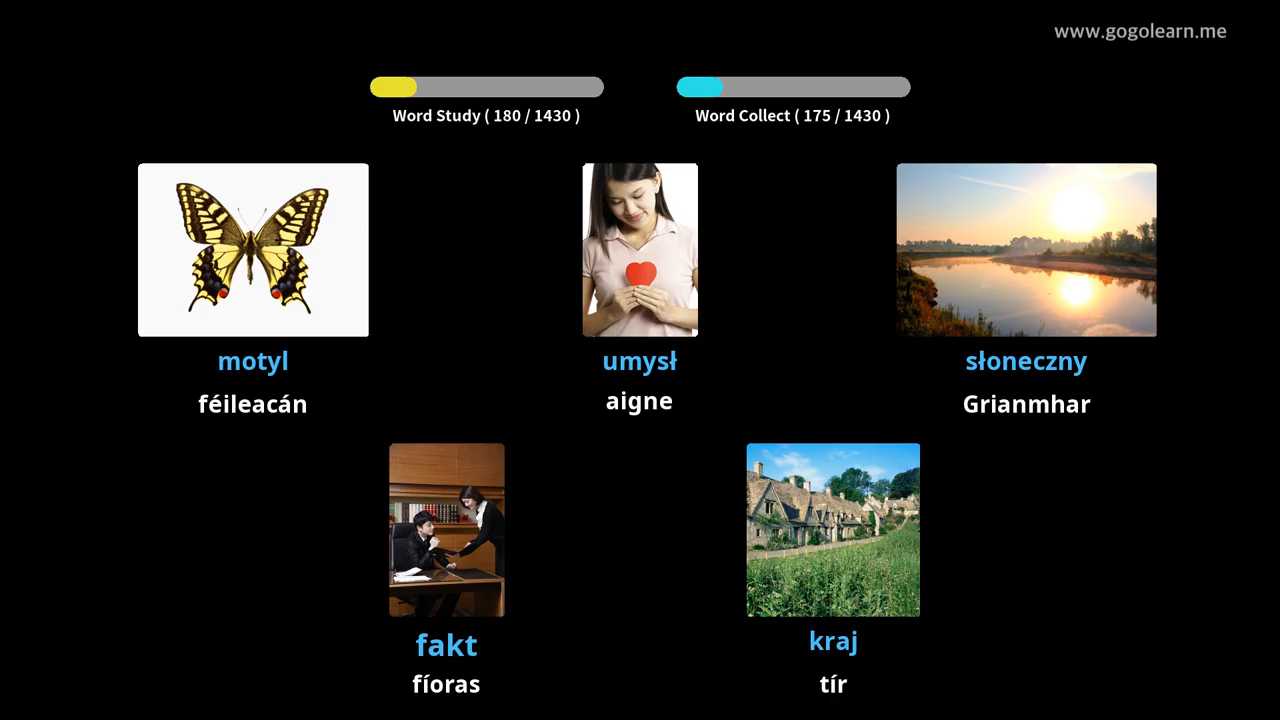 www.gogolearn.me
Word Study ( 180 / 1430 )
Word Collect ( 175 / 1430 )
motyl
umysł
słoneczny
féileacán
aigne
Grianmhar
fakt
kraj
fíoras
tír